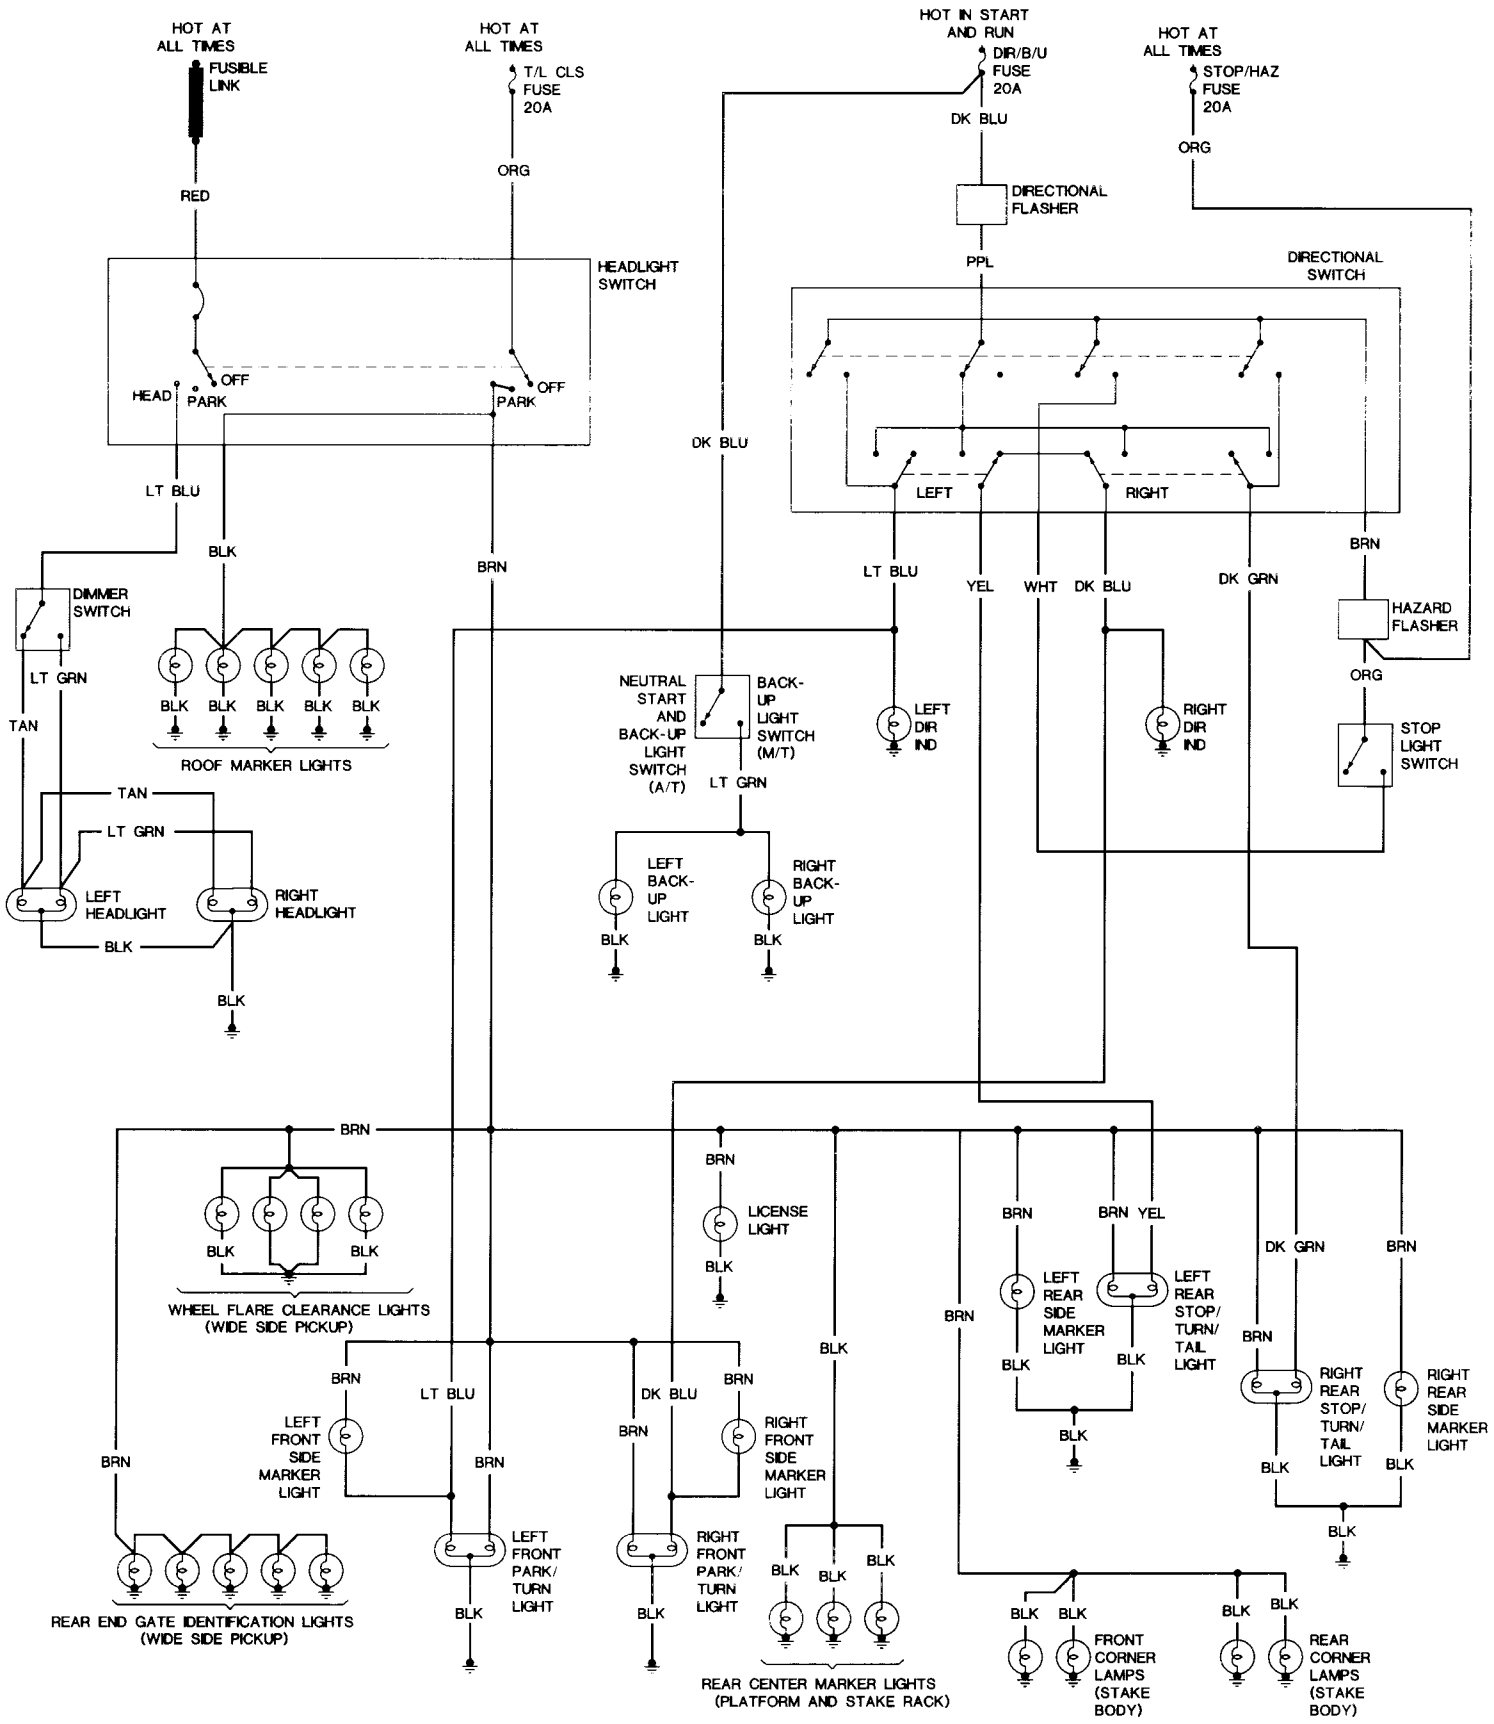 HOT AT
ALL TIMES
FUSIBLE
LINK
HOT AT
ALL TIMES
T/L CLS
FUSE
20A
HOT IN START
AND RUN
DIR/B/U
FUSE
20A
HOT AT
ALL TIMES
STOP/HAZ
FUSE
20A
DK BLU
ORG
ORG
RED
DIRECTIONAL
FLASHER
PPL
DIRECTIONAL
SWITCH
HEADLIGHT
SWITCH
HEAD
OFF
PARK
OFF
PARK
DK BLU
LEFT
RIGHT
LT BLU
BLK
BRN
LT BLU
YEL
WHT
DK BLU
DK GRN
BRN
DIMMER
SWITCH
HAZARD
FLASHER
LT GRN
ORG
TAN
BLK
BLK
BLK
BLK
BLK
ROOF MARKER LIGHTS
NEUTRAL
START
AND
BACK-UP
LIGHT
SWITCH
(A/T)
BACK-
UP
LIGHT
SWITCH
(M/T)
LEFT
DIR
IND
RIGHT
DIR
IND
STOP
LIGHT
SWITCH
LT GRN
TAN
LT GRN
LEFT
HEADLIGHT
RIGHT
HEADLIGHT
LEFT
BACK-
UP
LIGHT
RIGHT
BACK-
UP
LIGHT
BLK
BLK
BLK
BLK
BRN
BRN
LICENSE
LIGHT
BLK
BLK
BLK
WHEEL FLARE CLEARANCE LIGHTS
(WIDE SIDE PICKUP)
BRN
BRN
YEL
DK GRN
BRN
LEFT
REAR
SIDE
MARKER
LIGHT
LEFT
REAR
STOP/
TURN/
TAIL
LIGHT
BRN
BRN
BLK
BLK
BLK
BLK
RIGHT
REAR
STOP/
TURN/
TAIL
LIGHT
RIGHT
REAR
SIDE
MARKER
LIGHT
BRN
LT BLU
DK BLU
BRN
LEFT
FRONT
SIDE
MARKER
LIGHT
BRN
BRN
BRN
RIGHT
FRONT
SIDE
MARKER
LIGHT
BLK
BLK
BLK
LEFT
FRONT
PARK/
TURN
LIGHT
RIGHT
FRONT
PARK/
TURN
LIGHT
BLK
BLK
BLK
BLK
BLK
REAR END GATE IDENTIFICATION LIGHTS
(WIDE SIDE PICKUP)
REAR CENTER MARKER LIGHTS
(PLATFORM AND STAKE RACK)
BLK
BLK
BLK
BLK
FRONT
CORNER
LAMPS
(STAKE
BODY)
REAR
CORNER
LAMPS
(STAKE
BODY)